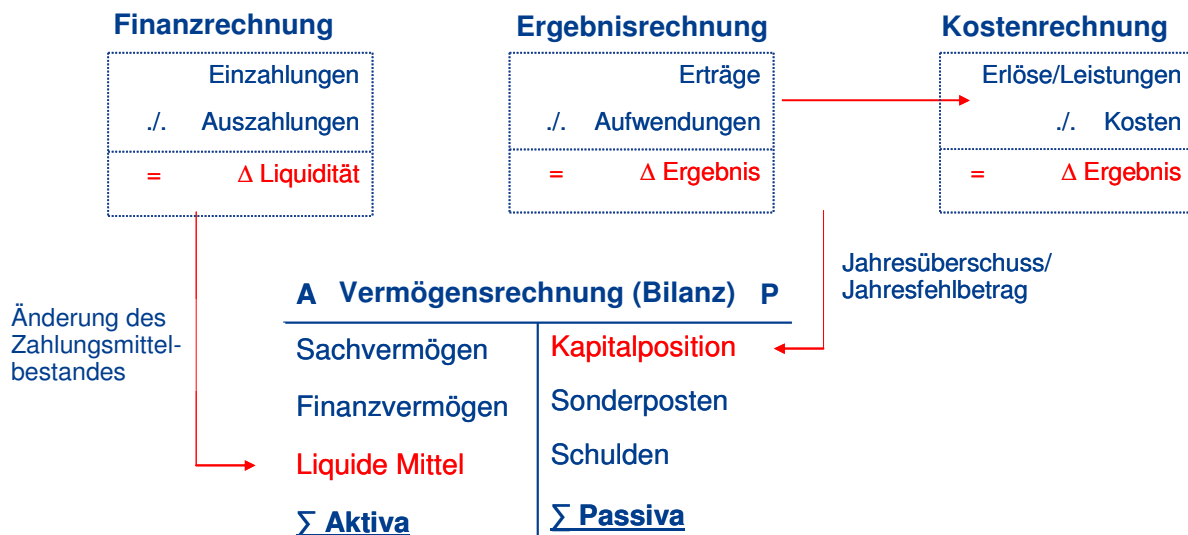 Finanzrechnung
Einzahlungen
./. Auszahlungen
= Δ Liquidität
Ergebnisrechnung
Erträge
./. Aufwendungen
= Δ Ergebnis
Kostenrechnung
Erlöse/Leistungen
./. Kosten
= Δ Ergebnis
Änderung des
Zahlungsmittel-
bestandes
Jahresüberschuss/
Jahresfehlbetrag
A Vermögensrechnung (Bilanz) P
Sachvermögen
Finanzvermögen
Liquide Mittel
∑ Aktiva
Kapitalposition
Sonderposten
Schulden
∑ Passiva